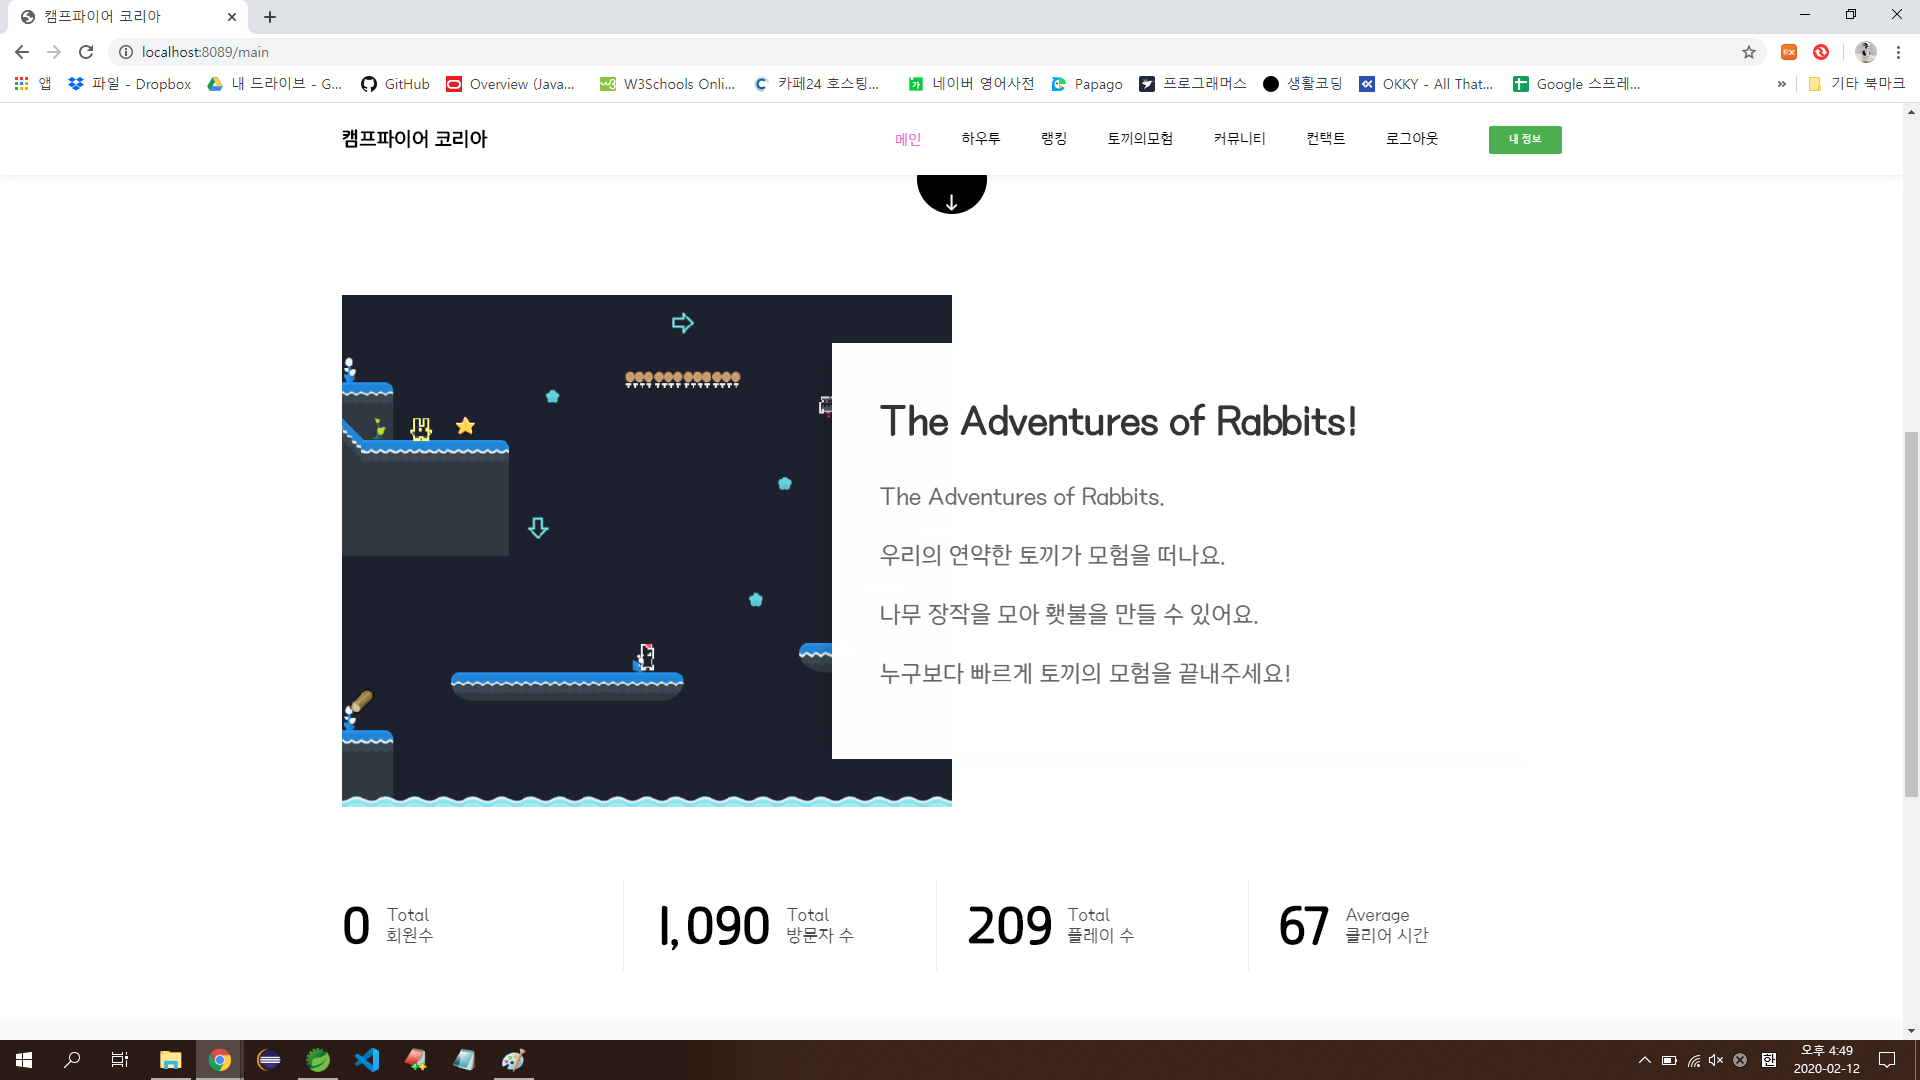 캠프파이어 코리아
localhost:8089/main
앱
파일 - Dropbox
내 드라이브 - G...
GitHub
Overview (Java...
W3Schools Onli...
카페24 호스팅...
네이버 영어사전
Papago
프로그래머스
생활코딩
OKKY - All That...
Google 스프레...
»
기타 북마크
캠프파이어 코리아
메인
하우투
랭킹
토끼의모험
커뮤니티
컨택트
로그아웃
내 정보
The Adventures of Rabbits!
The Adventures of Rabbits.
우리의 연약한 토끼가 모험을 떠나요.
나무 장작을 모아 횃불을 만들 수 있어요.
누구보다 빠르게 토끼의 모험을 끝내주세요!
0
Total
회원수
1,090
Total
방문자 수
209
Total
플레이 수
67
Average
클리어 시간
한
오후 4:49
2020-02-12